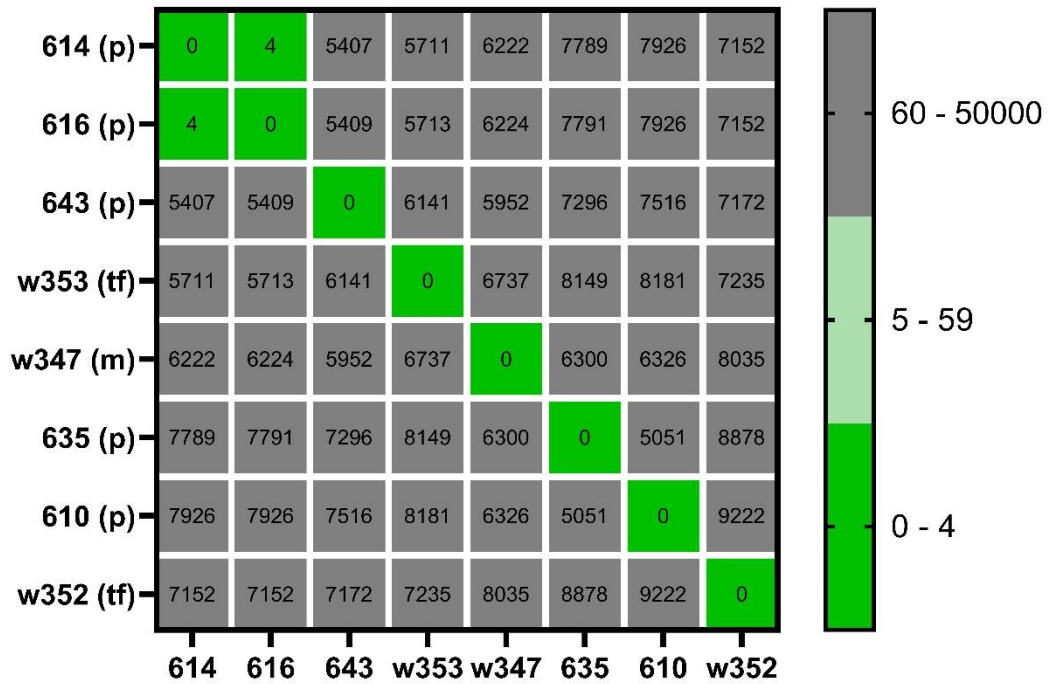 614 (p) 0 4 5407 5711 6222 7789 7926 7152
616 (p) 4 0 5409 5713 6224 7791 7926 7152
643 (p) 5407 5409 0 6141 5952 7296 7516 7172
w353 (tf) 5711 5713 6141 0 6737 8149 8181 7235
w347 (m) 6222 6224 5952 6737 0 6300 6326 8035
635 (p) 7789 7791 7296 8149 6300 0 5051 8878
610 (p) 7926 7926 7516 8181 6326 5051 0 9222
w352 (tf) 7152 7152 7172 7235 8035 8878 9222 0
614 616 643 w353 w347 635 610 w352
60 - 50000
5 - 59
0 - 4